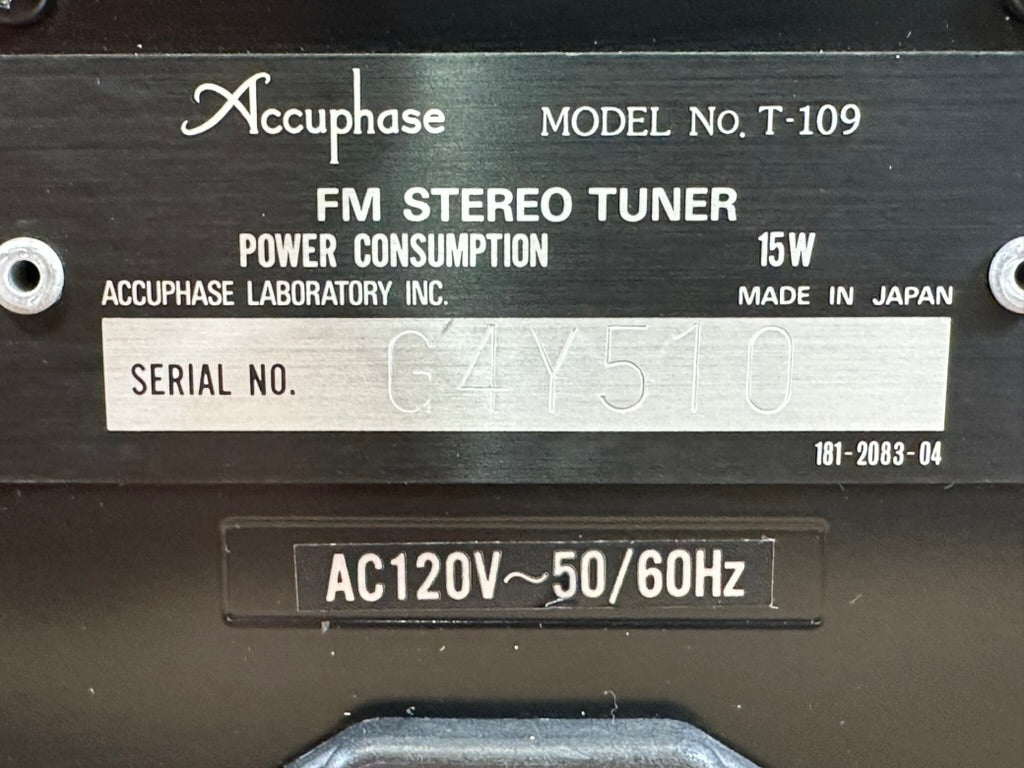 Accuphase MODEL No. T-109
FM STEREO TUNER
POWER CONSUMPTION 15W
ACCUPHASE LABORATORY INC. MADE IN JAPAN
SERIAL NO. G4Y510
181-2083-04
AC120V~50/60Hz